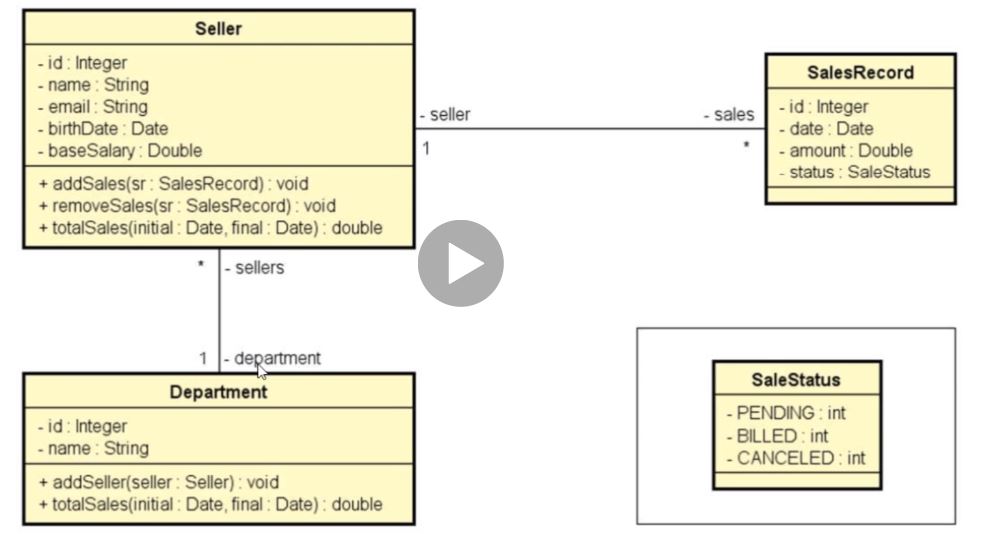 Seller
- id : Integer
- name : String
- email : String
- birthDate : Date
- baseSalary : Double
+ addSales(sr : SalesRecord) : void
+ removeSales(sr : SalesRecord) : void
+ totalSales(initial : Date, final : Date) : double
- seller
1
- sales
*
SalesRecord
- id : Integer
- date : Date
- amount : Double
- status : SaleStatus
* - sellers
1 - department
Department
- id : Integer
- name : String
+ addSeller(seller : Seller) : void
+ totalSales(initial : Date, final : Date) : double
SaleStatus
- PENDING : int
- BILLED : int
- CANCELED : int